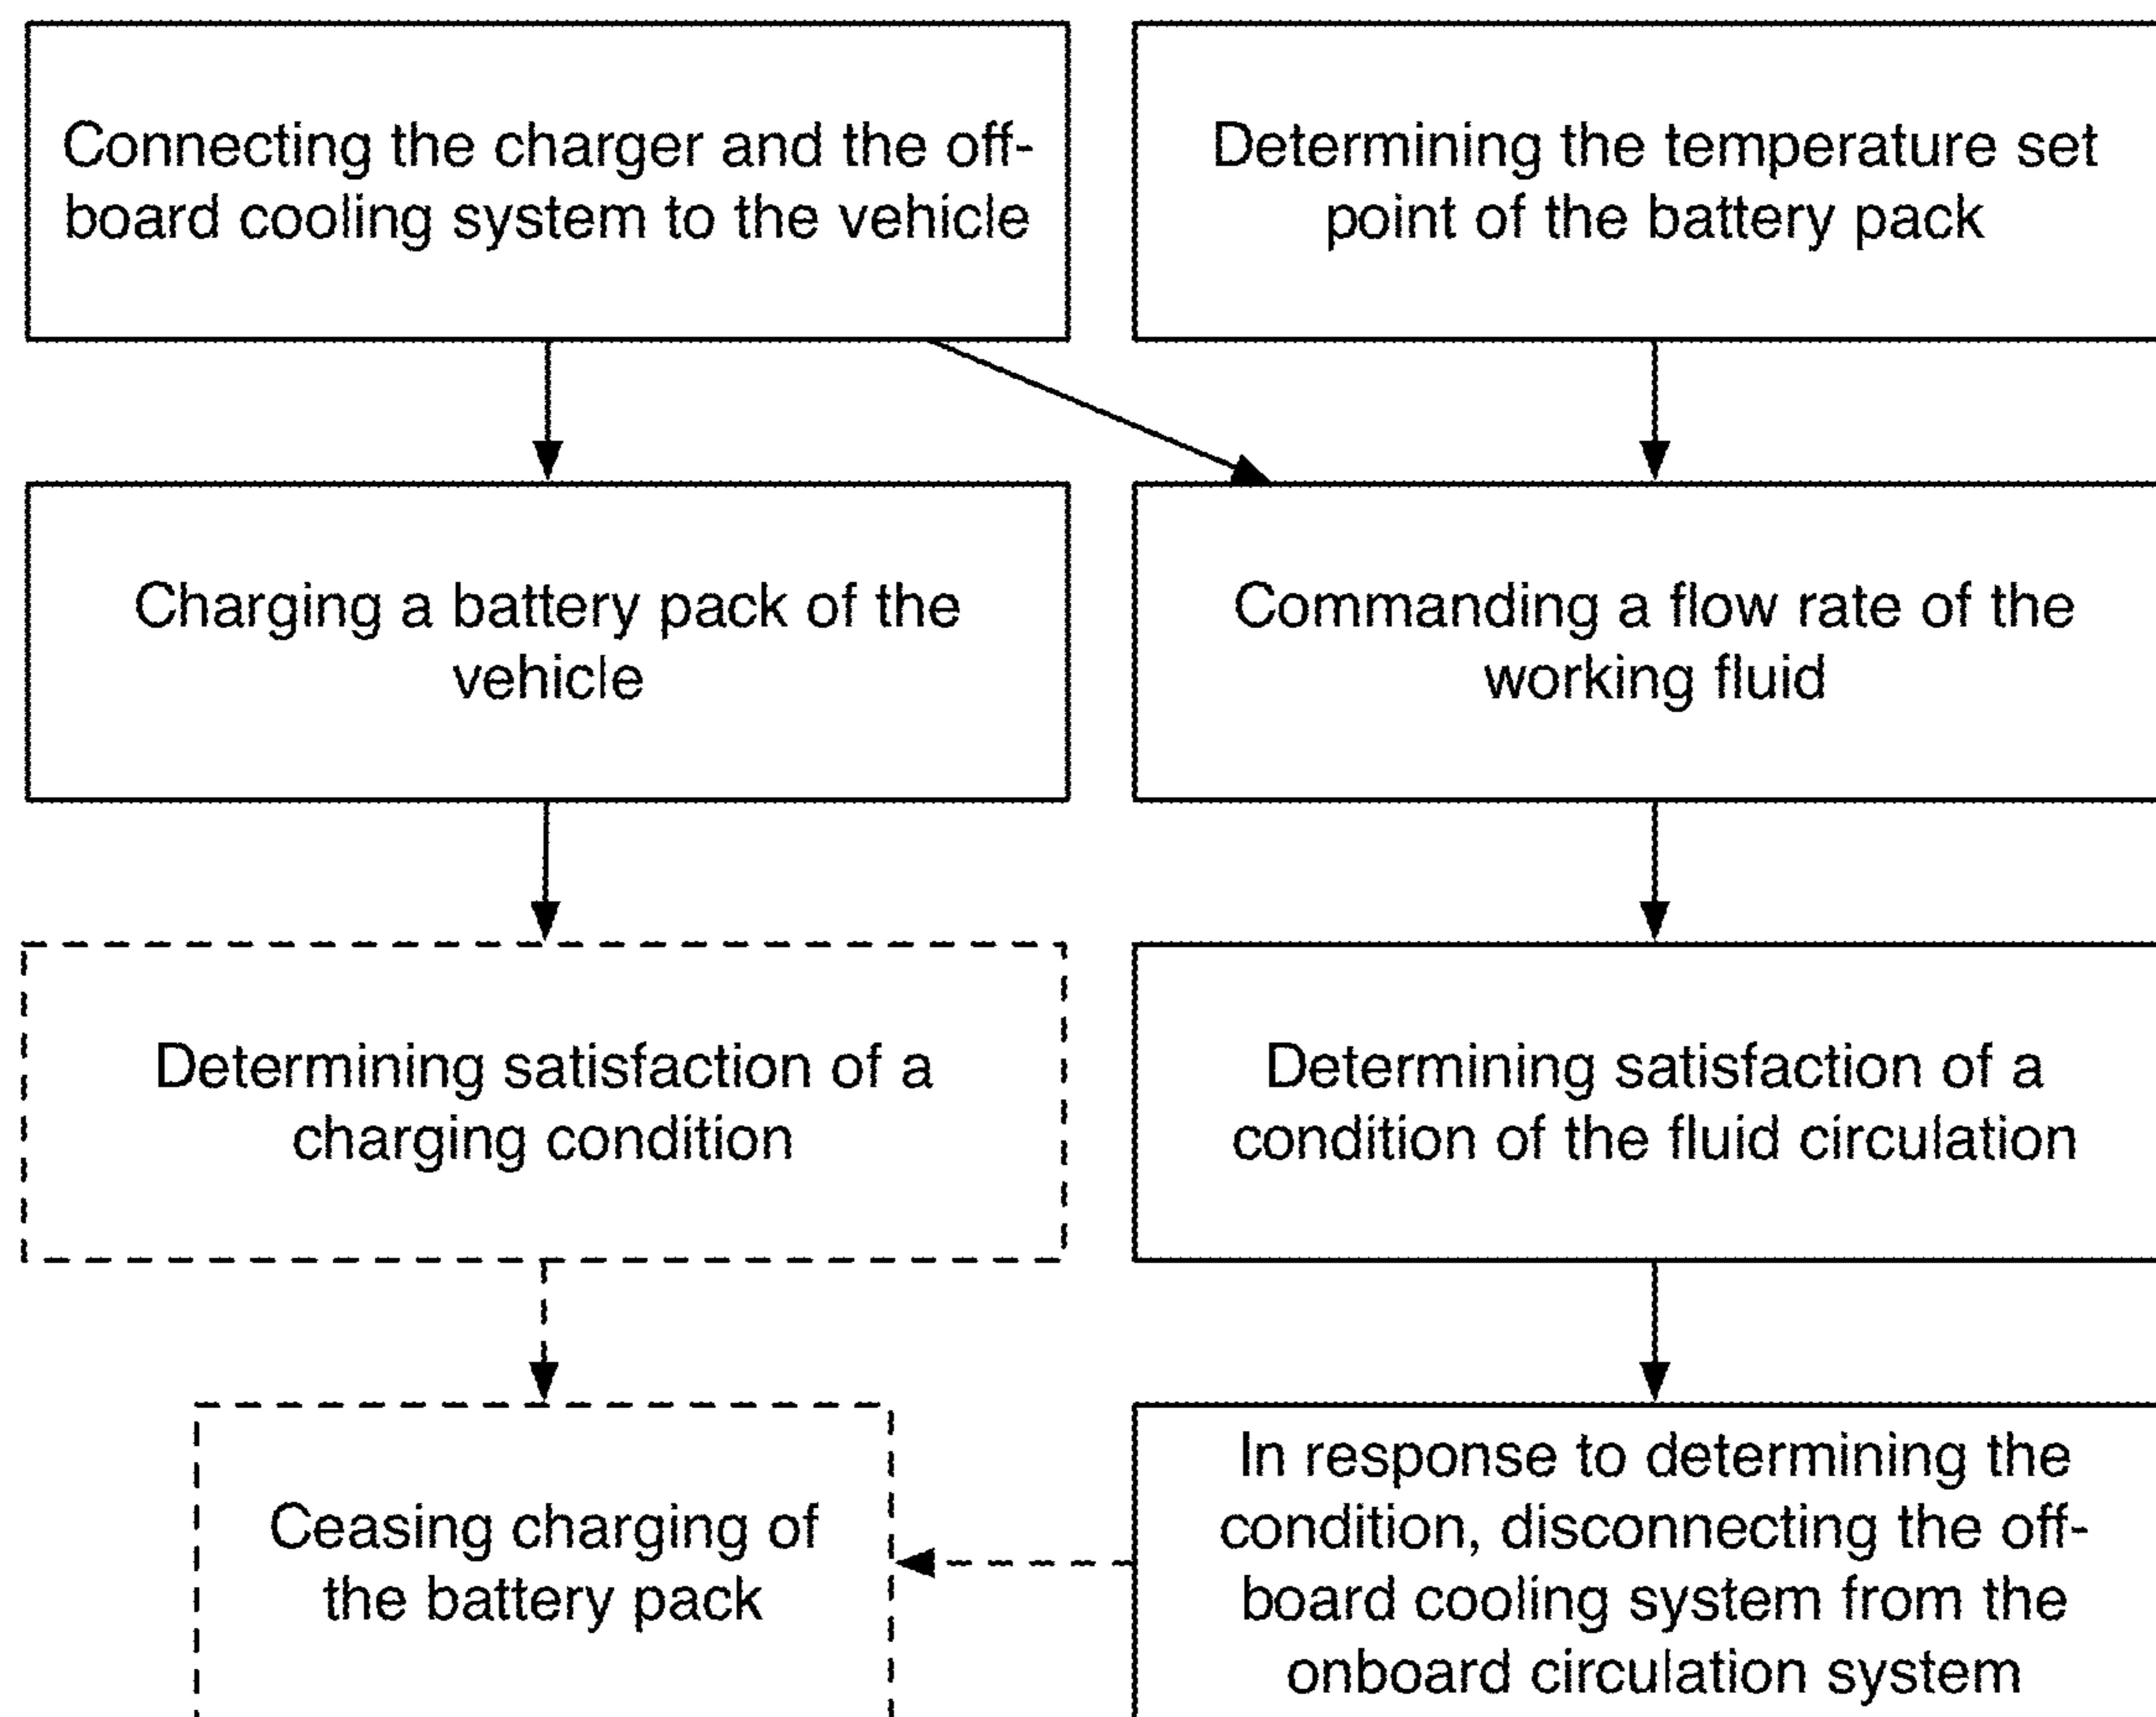 Connecting the charger and the off-
board cooling system to the vehicle
Determining the temperature set
point of the battery pack
Charging a battery pack of the
vehicle
Commanding a flow rate of the
working fluid
Determining satisfaction of a
charging condition
Determining satisfaction of a
condition of the fluid circulation
Ceasing charging of
the battery pack
In response to determining the
condition, disconnecting the off-
board cooling system from the
onboard circulation system